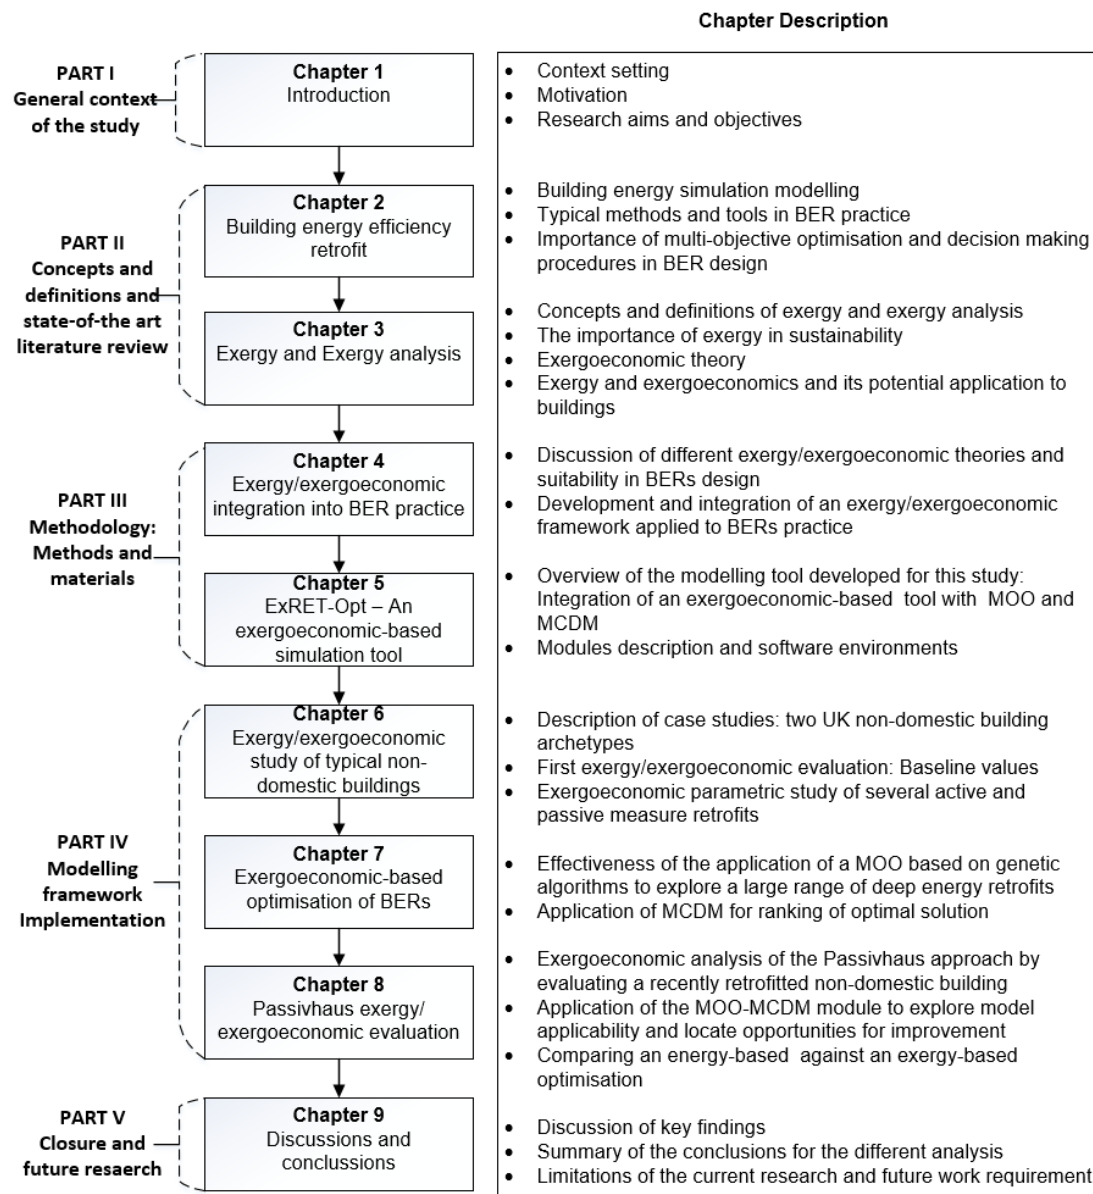 Chapter Description
PART I
General context
of the study
Chapter 1
Introduction
• Context setting
• Motivation
• Research aims and objectives
PART II
Concepts and
definitions and
state-of-the art
literature review
Chapter 2
Building energy efficiency
retrofit
• Building energy simulation modelling
• Typical methods and tools in BER practice
• Importance of multi-objective optimisation and decision making
procedures in BER design
Chapter 3
Exergy and Exergy analysis
• Concepts and definitions of exergy and exergy analysis
• The importance of exergy in sustainability
• Exergoeconomic theory
• Exergy and exergoeconomics and its potential application to
buildings
PART III
Methodology:
Methods and
materials
Chapter 4
Exergy/exergoeconomic
integration into BER practice
• Discussion of different exergy/exergoeconomic theories and
suitability in BERs design
• Development and integration of an exergy/exergoeconomic
framework applied to BERs practice
Chapter 5
ExRET-Opt – An
exergoeconomic-based
simulation tool
• Overview of the modelling tool developed for this study:
Integration of an exergoeconomic-based tool with MOO and
MCDM
• Modules description and software environments
PART IV
Modelling
framework
Implementation
Chapter 6
Exergy/exergoeconomic
study of typical non-
domestic buildings
• Description of case studies: two UK non-domestic building
archetypes
• First exergy/exergoeconomic evaluation: Baseline values
• Exergoeconomic parametric study of several active and
passive measure retrofits
Chapter 7
Exergoeconomic-based
optimisation of BERs
• Effectiveness of the application of a MOO based on genetic
algorithms to explore a large range of deep energy retrofits
• Application of MCDM for ranking of optimal solution
Chapter 8
Passivhaus exergy/
exergoeconomic evaluation
• Exergoeconomic analysis of the Passivhaus approach by
evaluating a recently retrofitted non-domestic building
• Application of the MOO-MCDM module to explore model
applicability and locate opportunities for improvement
• Comparing an energy-based against an exergy-based
optimisation
PART V
Closure and
future resaerch
Chapter 9
Discussions and
conclussions
• Discussion of key findings
• Summary of the conclusions for the different analysis
• Limitations of the current research and future work requirement